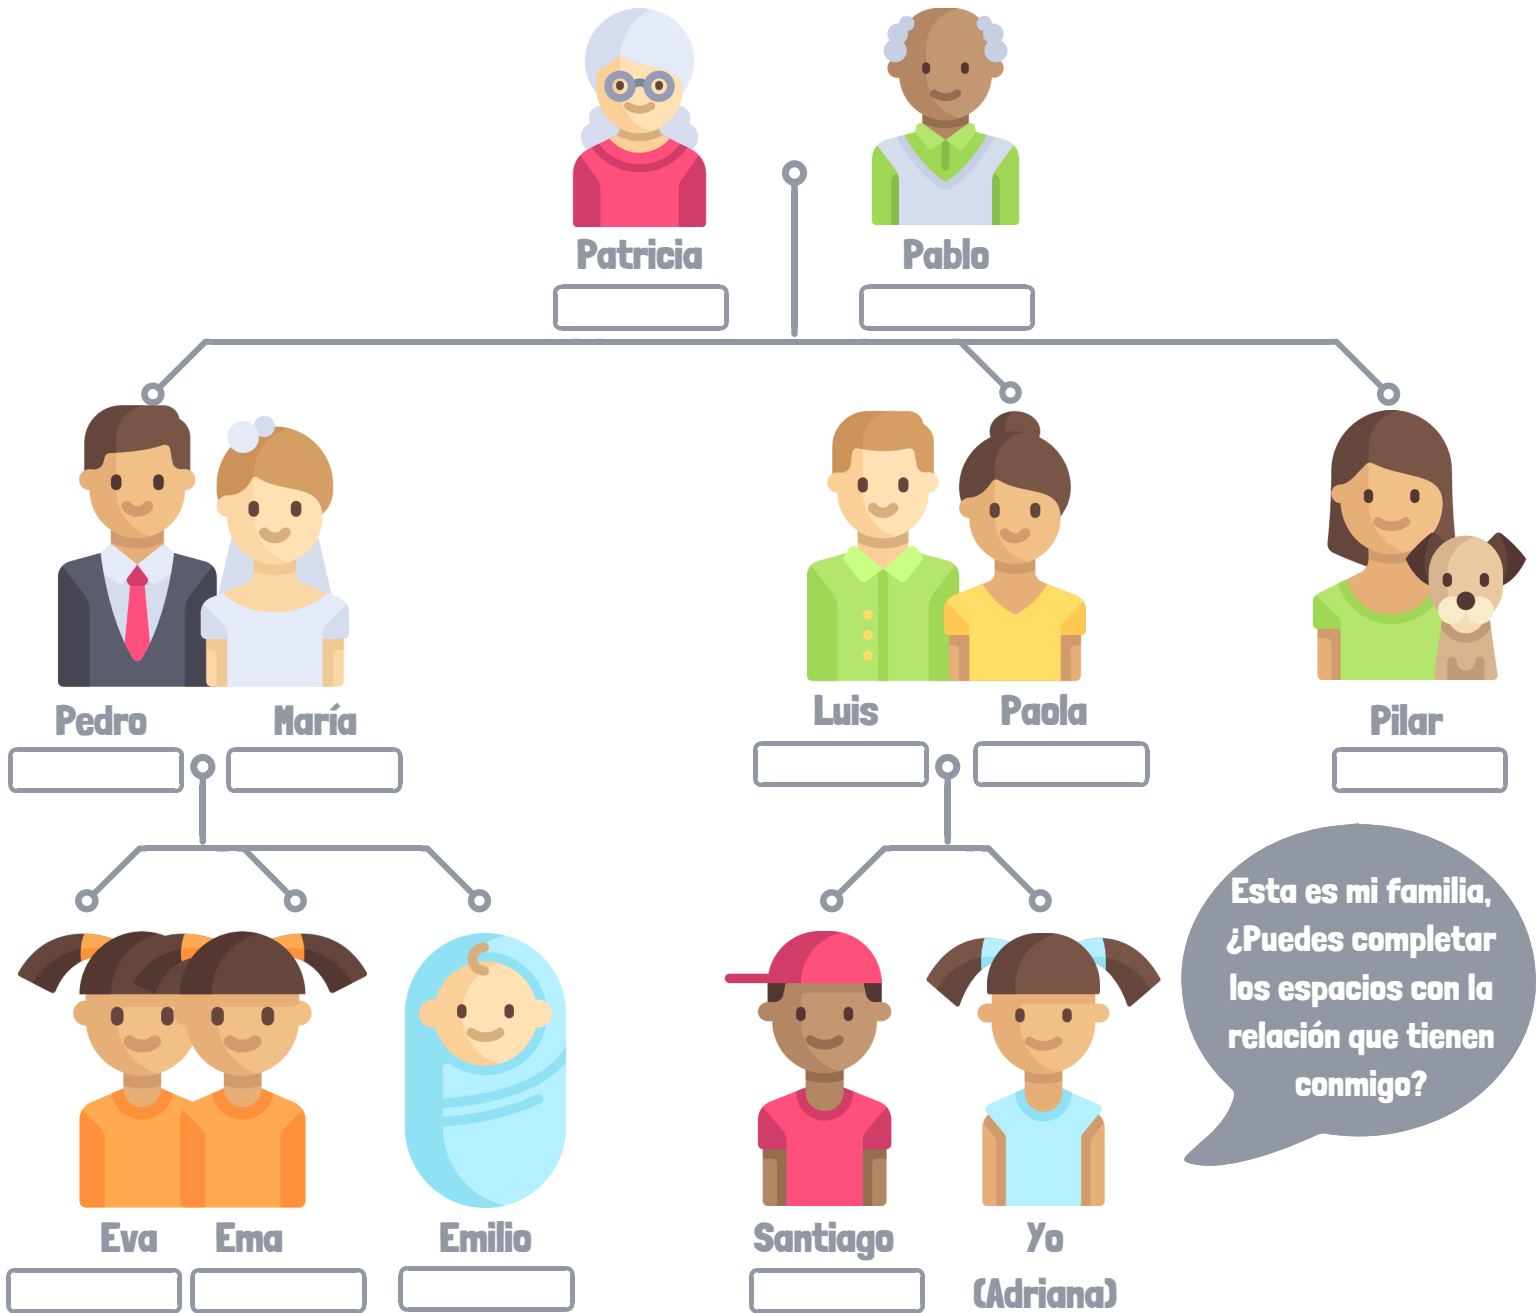 Patricia
Pablo
Pedro
María
Luis
Paola
Pilar
Esta es mi familia,
¿Puedes completar
los espacios con la
relación que tienen
conmigo?
Eva
Ema
Emilio
Santiago
Yo
(Adriana)